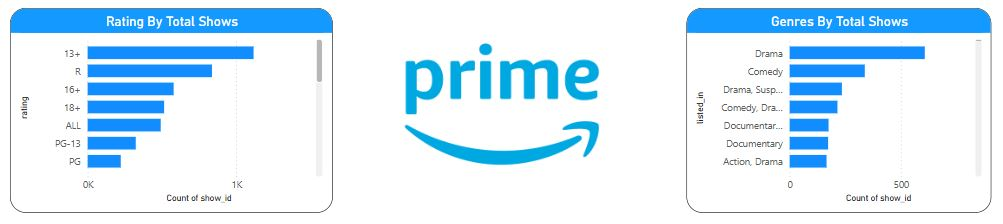 Rating By Total Shows
13+
R
16+
18+
ALL
PG-13
PG
rating
0K
1K
Count of show_id
prime
Genres By Total Shows
Drama
Comedy
Drama, Susp...
Comedy, Dra...
Documentar...
Documentary
Action, Drama
listed_in
0
500
Count of show_id